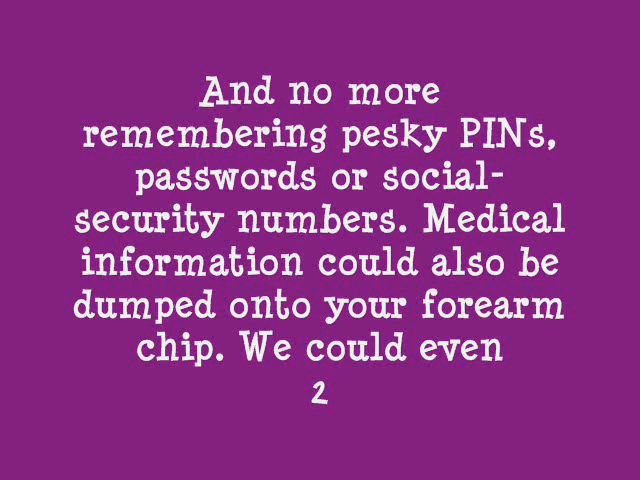 And no more
remembering pesky PINs,
passwords or social-
security numbers. Medical
information could also be
dumped onto your forearm
chip. We could even
2